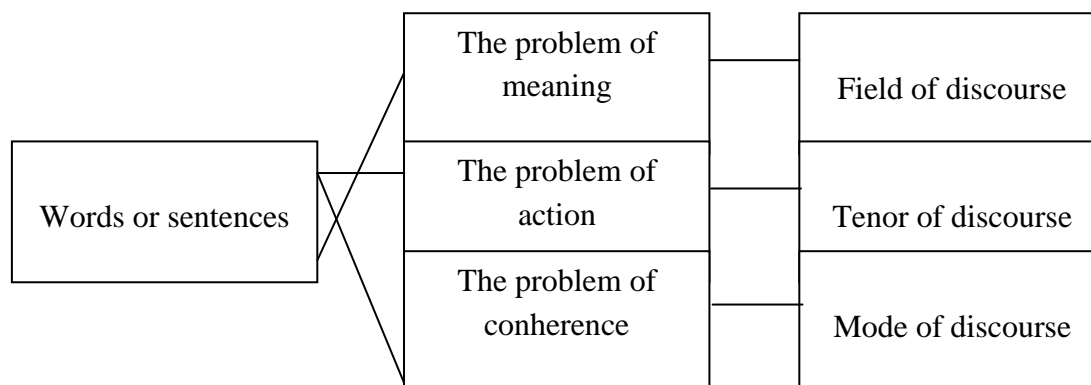 The problem of
meaning
Field of discourse
Words or sentences
The problem of
action
Tenor of discourse
The problem of
conherence
Mode of discourse